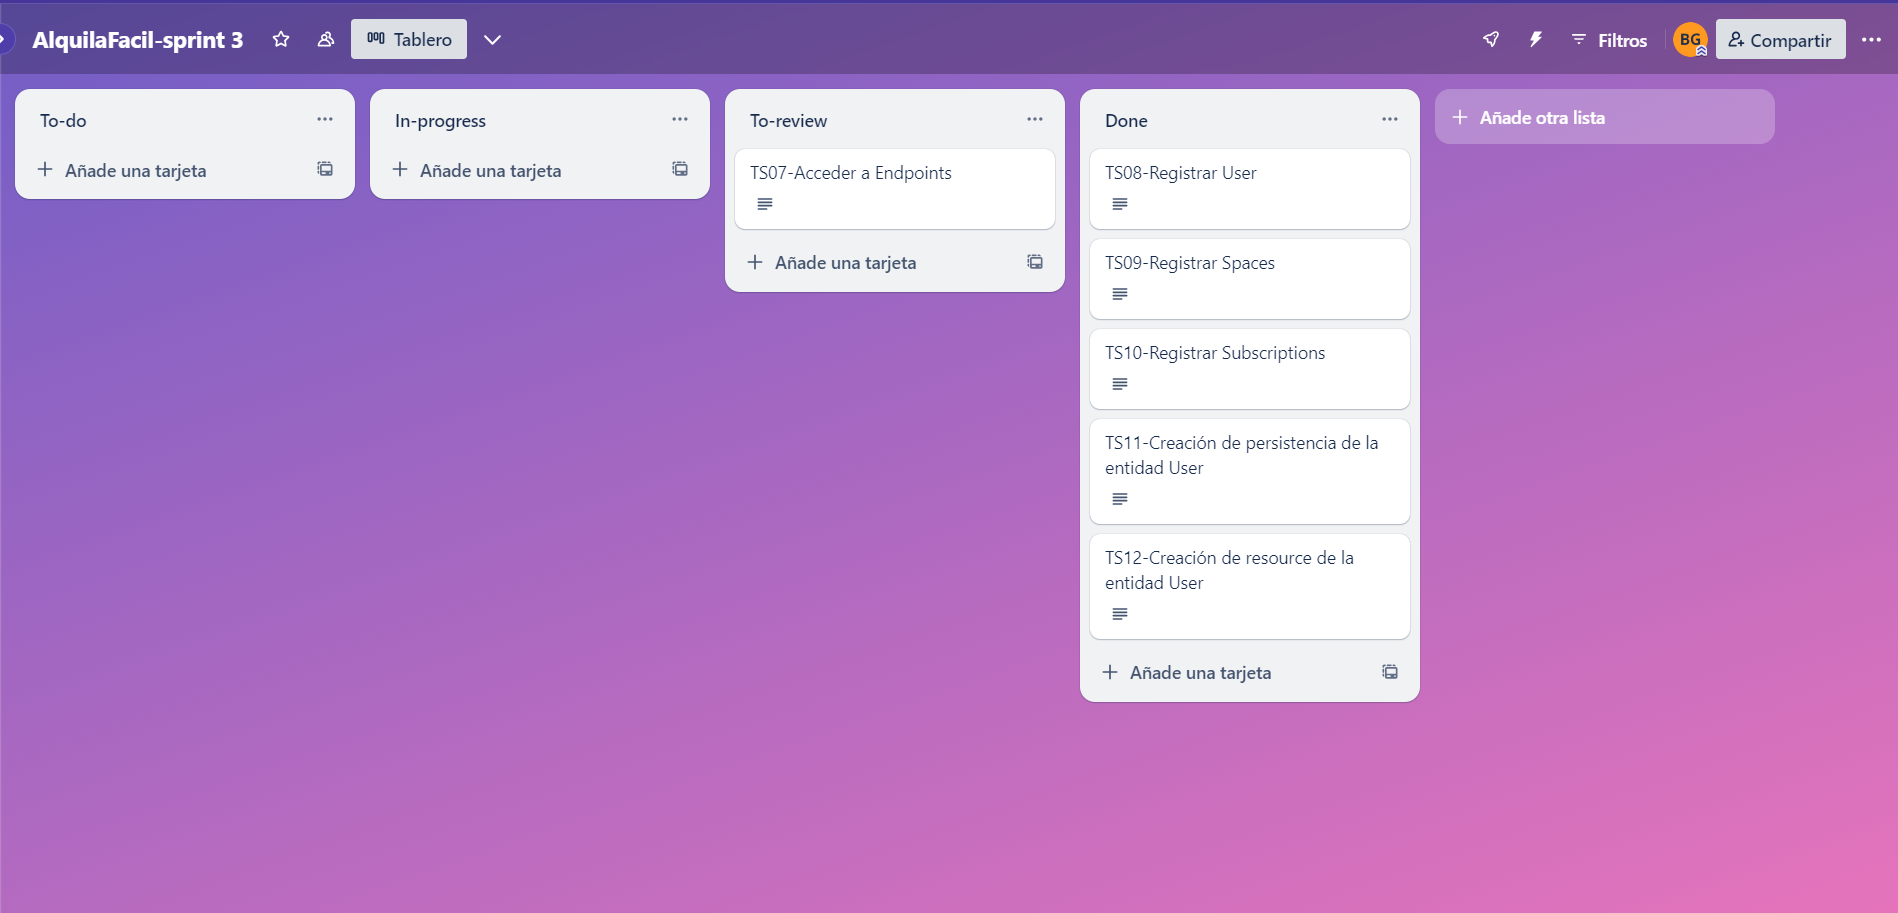 AlquilaFacil-sprint 3
Tablero
Filtros
BG
Compartir
To-do
Añade una tarjeta
In-progress
Añade una tarjeta
To-review
TS07-Acceder a Endpoints
Añade una tarjeta
Done
TS08-Registrar User
TS09-Registrar Spaces
TS10-Registrar Subscriptions
TS11-Creación de persistencia de la
entidad User
TS12-Creación de resource de la
entidad User
Añade una tarjeta
Añade otra lista